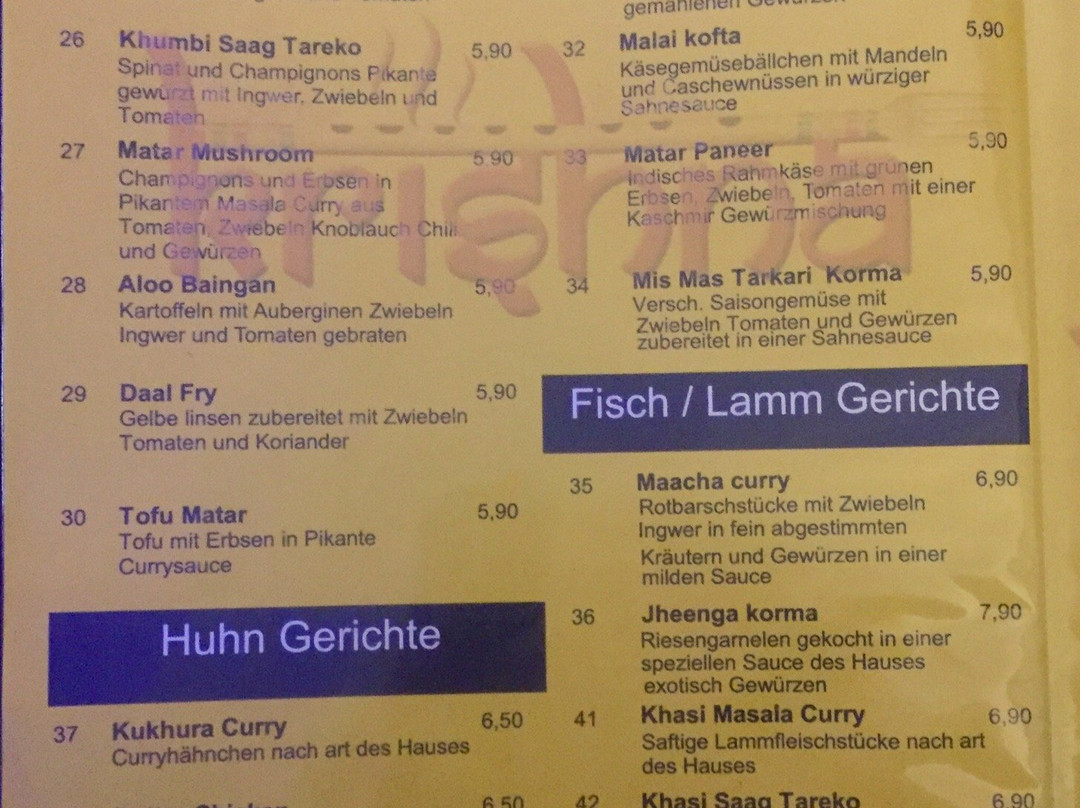 26 Khumbi Saag Tareko 5,90
Spinat und Champignons Pikante
gewürzt mit Ingwer, Zwiebeln und
Tomaten
27 Matar Mushroom 5,90
Champignons und Erbsen in
Pikantem Masala Curry aus
Tomaten, Zwiebeln Knoblauch Chili
und Gewürzen
28 Aloo Baingan 5,90
Kartoffeln mit Auberginen Zwiebeln
Ingwer und Tomaten gebraten
29 Daal Fry 5,90
Gelbe linsen zubereitet mit Zwiebeln
Tomaten und Koriander
30 Tofu Matar 5,90
Tofu mit Erbsen in Pikante
Currysauce
Huhn Gerichte
37 Kukhura Curry 6,50
Curryhähnchen nach art des Hauses
6,50
gemahlenen Gewürzen
32 Malai kofta 5,90
Käsegemüsebällchen mit Mandeln
und Caschewnüssen in würziger
Sahnesauce
33 Matar Paneer 5,90
Indisches Rahmkäse mit grünen
Erbsen, Zwiebeln, Tomaten mit einer
Kaschmir Gewürzmischung
34 Mis Mas Tarkari Korma 5,90
Versch. Saisongemüse mit
Zwiebeln Tomaten und Gewürzen
zubereitet in einer Sahnesauce
Fisch / Lamm Gerichte
35 Maacha curry 6,90
Rotbarschstücke mit Zwiebeln
Ingwer in fein abgestimmten
Kräutern und Gewürzen in einer
milden Sauce
36 Jheenga korma 7,90
Riesengarnelen gekocht in einer
speziellen Sauce des Hauses
exotisch Gewürzen
41 Khasi Masala Curry 6,90
Saftige Lammfleischstücke nach art
des Hauses
42 Khasi Saag Tareko 6,90
krishna